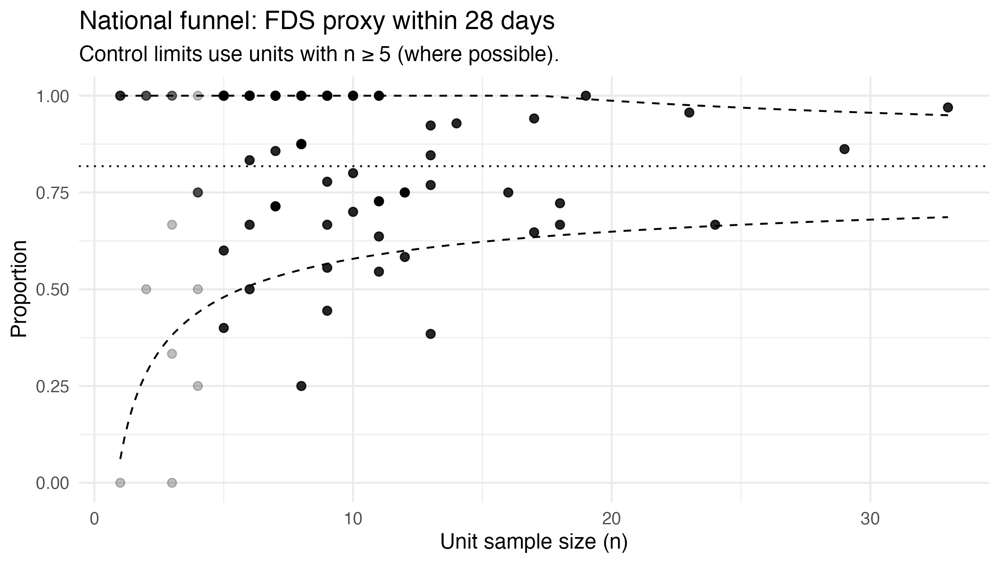 National funnel: FDS proxy within 28 days
Control limits use units with n ≥ 5 (where possible).
1.00
0.75
0.50
0.25
0.00
Proportion
0 10 20 30
Unit sample size (n)